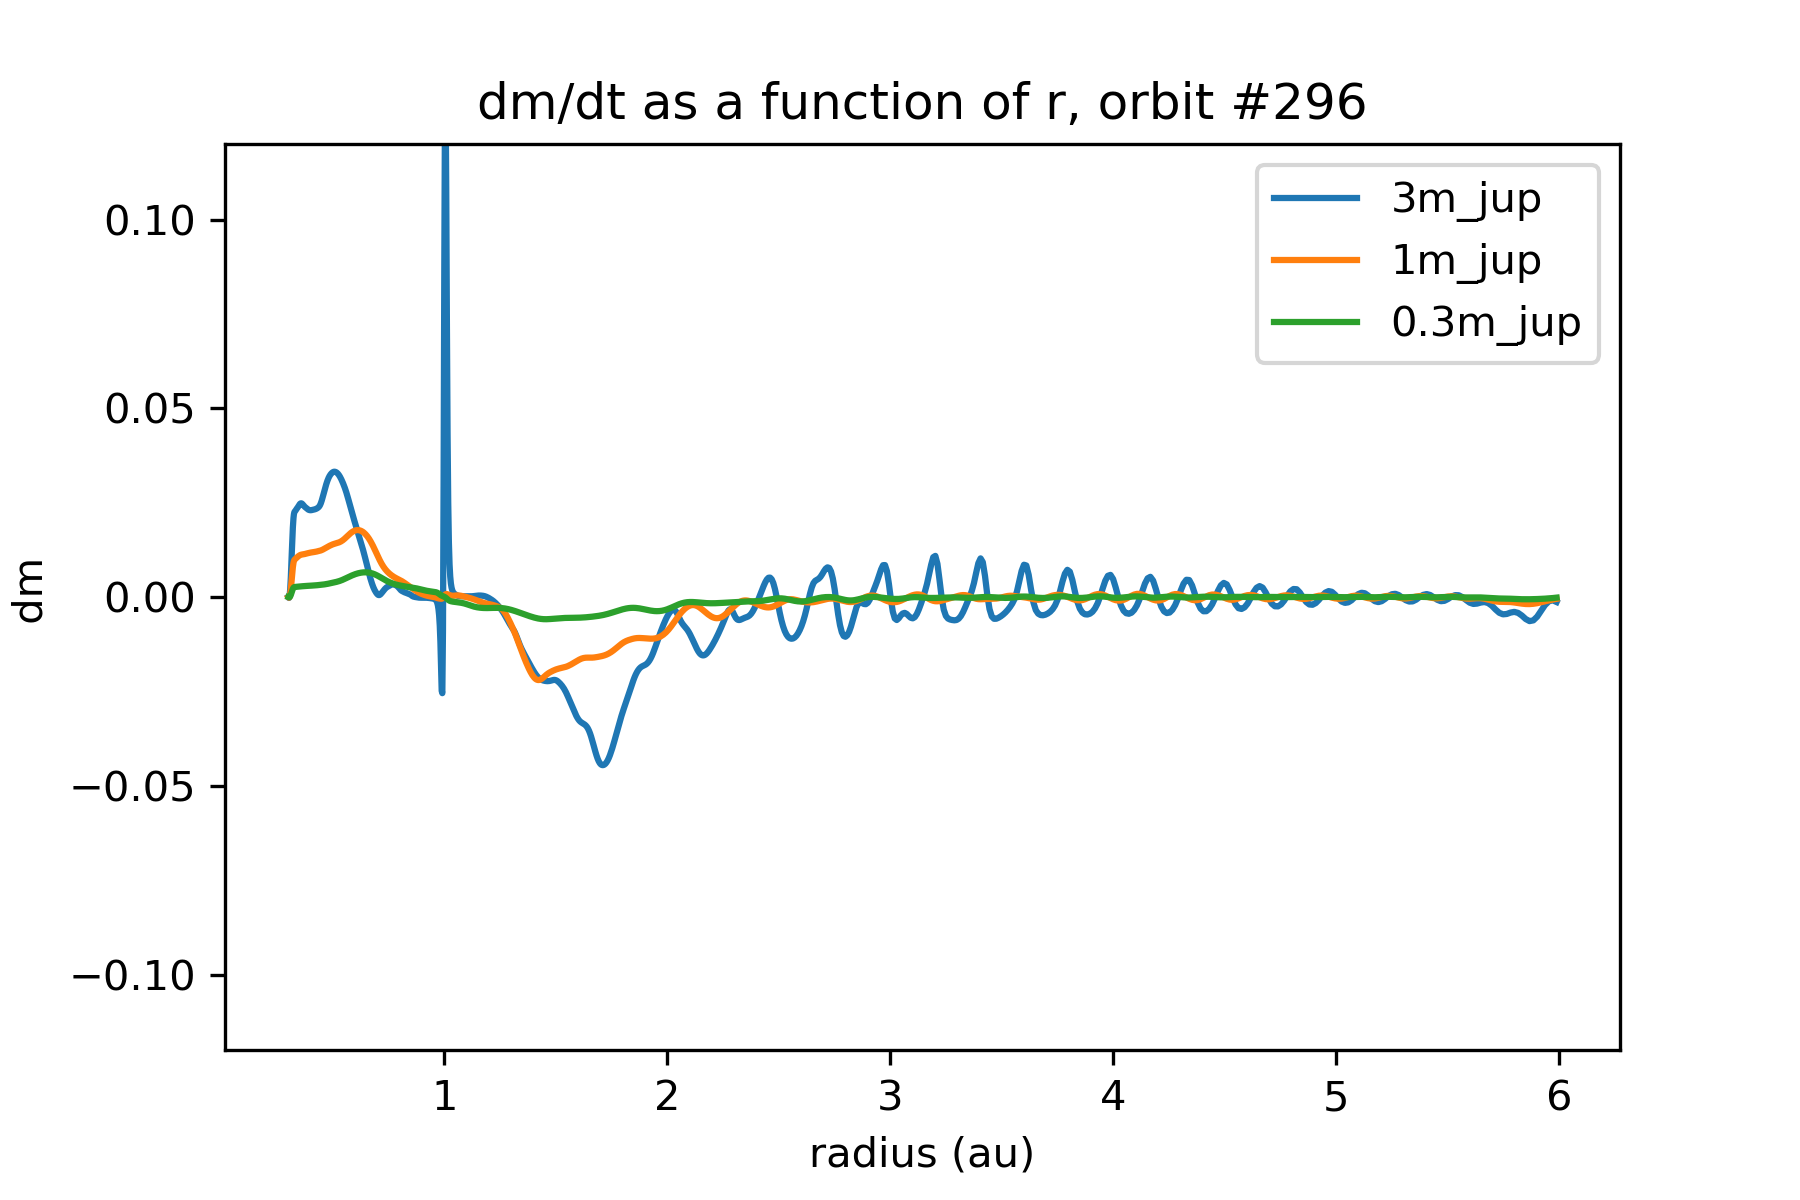 dm/dt as a function of r, orbit #296
3m_jup
1m_jup
0.3m_jup
dm
0.10
0.05
0.00
−0.05
−0.10
1 2 3 4 5 6
radius (au)